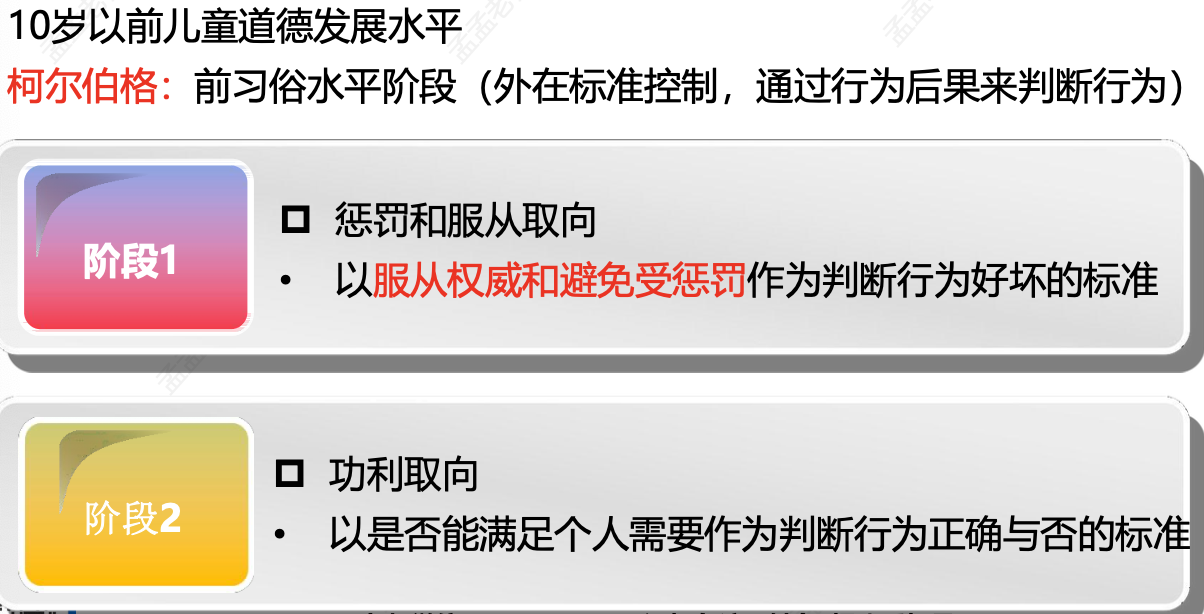 10岁以前儿童道德发展水平
柯尔伯格：前习俗水平阶段（外在标准控制，通过行为后果来判断行为）
阶段1
惩罚和服从取向
• 以服从权威和避免受惩罚作为判断行为好坏的标准
阶段2
功利取向
• 以是否能满足个人需要作为判断行为正确与否的标准